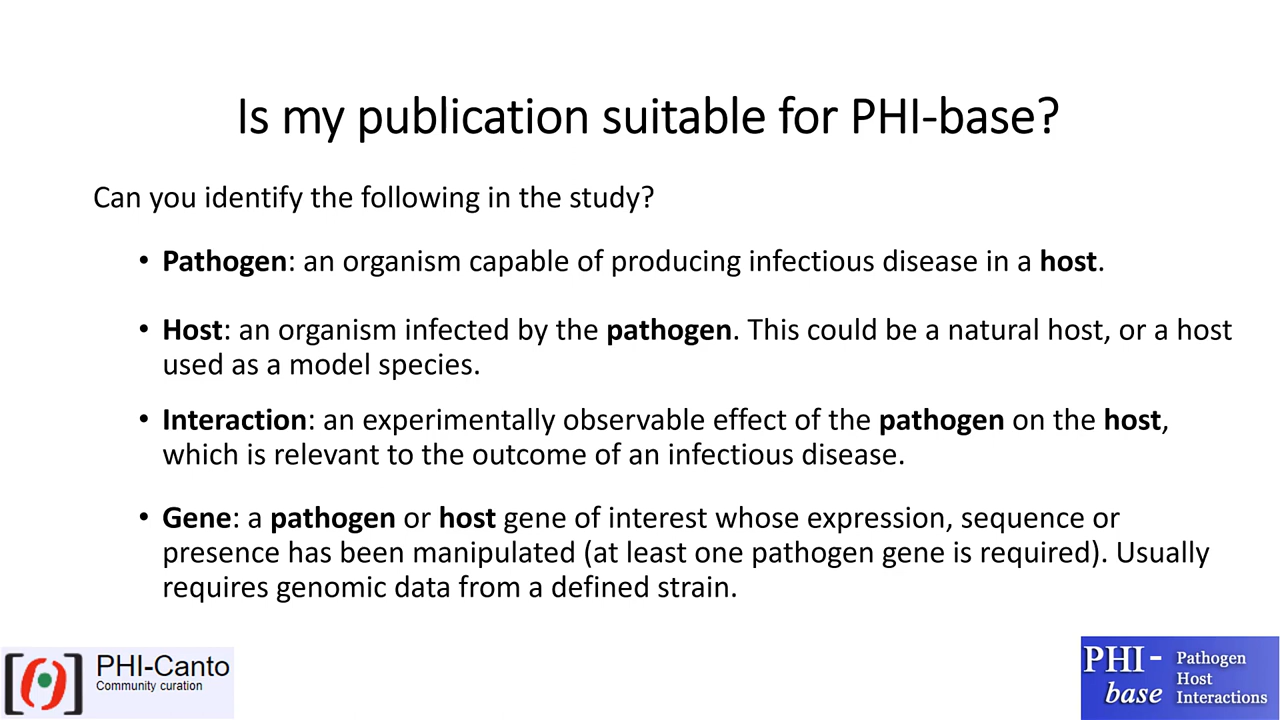 Is my publication suitable for PHI-base?
Can you identify the following in the study?
• Pathogen: an organism capable of producing infectious disease in a host.
• Host: an organism infected by the pathogen. This could be a natural host, or a host
used as a model species.
• Interaction: an experimentally observable effect of the pathogen on the host,
which is relevant to the outcome of an infectious disease.
• Gene: a pathogen or host gene of interest whose expression, sequence or
presence has been manipulated (at least one pathogen gene is required). Usually
requires genomic data from a defined strain.
PHI-Canto
Community curation
PHI-
base
Pathogen
Host
Interactions